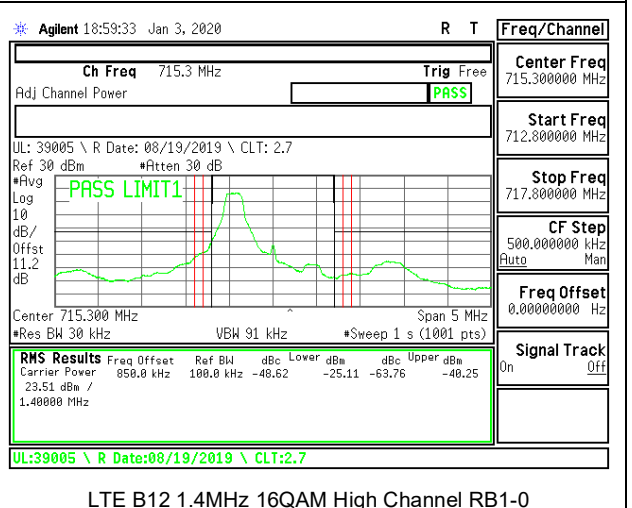 Agilent 18:59:33 Jan 3, 2020 R T
Freq/Channel
Ch Freq 715.3 MHz Trig Free
Adj Channel Power PASS
Center Freq
715.300000 MHz
Start Freq
712.800000 MHz
Stop Freq
717.800000 MHz
CF Step
500.000000 kHz
Auto Man
Freq Offset
0.00000000 Hz
Signal Track
On Off
UL: 39005 \ R Date: 08/19/2019 \ CLT: 2.7
Ref 30 dBm #Atten 30 dB
#Avg
Log
10
dB/
Offst
11.2
dB
PASS LIMIT1
Center 715.300 MHz Span 5 MHz
#Res BW 30 kHz VBW 91 kHz #Sweep 1 s (1001 pts)
RMS Results Freq Offset Ref BW dBc Lower dBm dBc Upper dBm
Carrier Power 850.0 kHz 100.0 kHz -48.62 -25.11 -63.76 -40.25
23.51 dBm /
1.40000 MHz
UL:39005 \ R Date:08/19/2019 \ CLT:2.7
LTE B12 1.4MHz 16QAM High Channel RB1-0